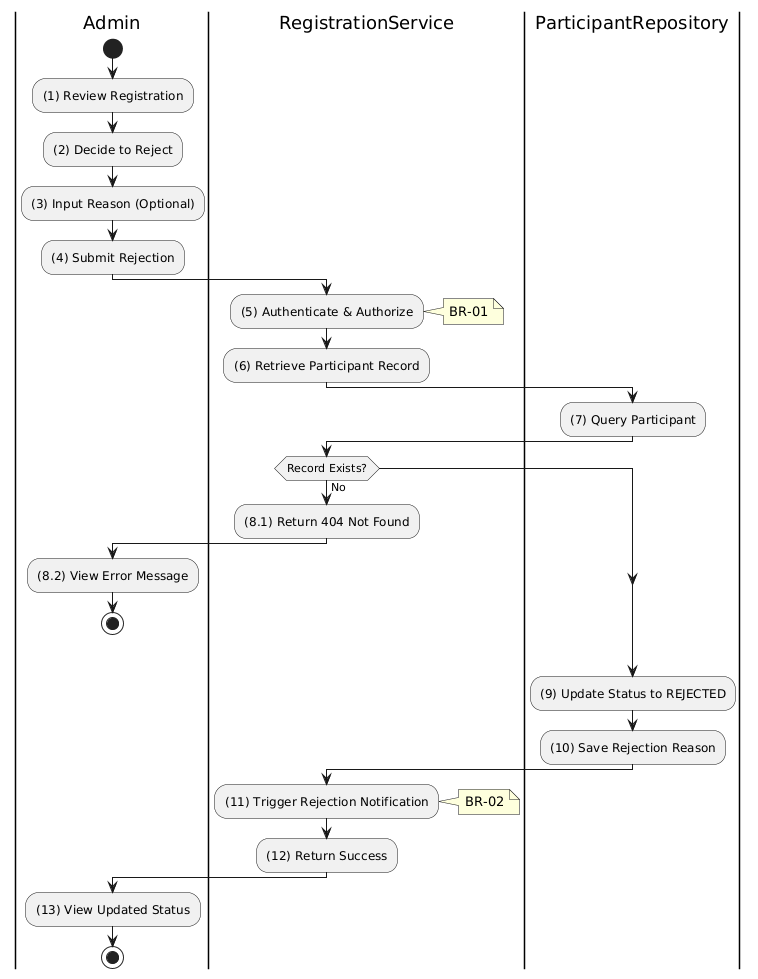 Admin
RegistrationService
ParticipantRepository
(1) Review Registration
(2) Decide to Reject
(3) Input Reason (Optional)
(4) Submit Rejection
(5) Authenticate & Authorize
BR-01
(6) Retrieve Participant Record
(7) Query Participant
Record Exists?
No
(8.1) Return 404 Not Found
(8.2) View Error Message
(9) Update Status to REJECTED
(10) Save Rejection Reason
(11) Trigger Rejection Notification
BR-02
(12) Return Success
(13) View Updated Status